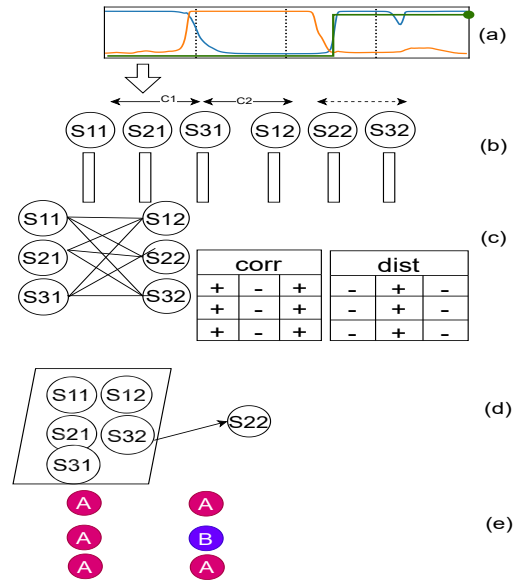 (a)
C1 C2
S11 S21 S31 S12 S22 S32
(b)
S11 S12
S21 S22
S31 S32
(c)
corr dist
+ - + - + -
+ - + - + -
+ - + - + -
(d)
S11 S12
S21 S32 S22
S31
A A
(e)
A B
A A